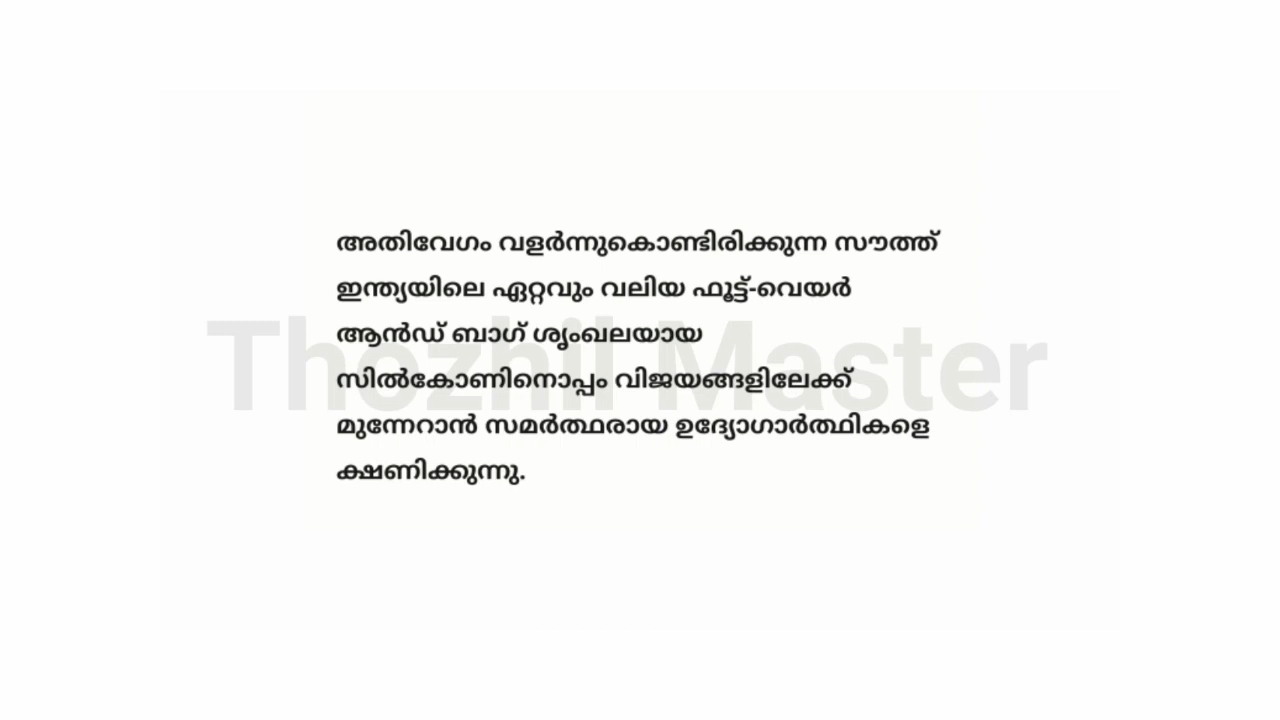 അതിവേഗം വളർന്നുകൊണ്ടിരിക്കുന്ന സൗത്ത്
ഇന്ത്യയിലെ ഏറ്റവും വലിയ ഫൂട്ട്-വെയർ
ആൻഡ് ബാഗ് ശൃംഖലയായ
സിൽകോണിനൊപ്പം വിജയങ്ങളിലേക്ക്
മുന്നേറാൻ സമർത്ഥരായ ഉദ്യോഗാർത്ഥികളെ
ക്ഷണിക്കുന്നു.
Thozhil Master